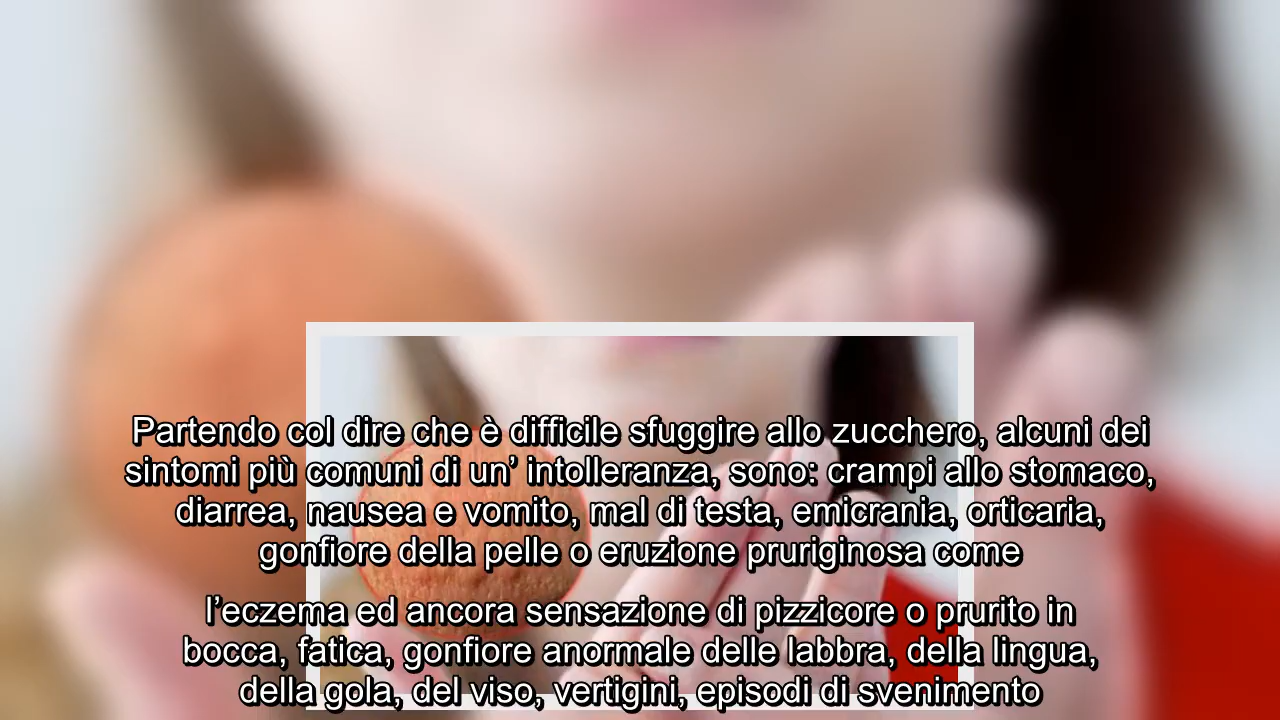 Partendo col dire che è difficile sfuggire allo zucchero, alcuni dei
sintomi più comuni di un’ intolleranza, sono: crampi allo stomaco,
diarrea, nausea e vomito, mal di testa, emicrania, orticaria,
gonfiore della pelle o eruzione pruriginosa come
l’eczema ed ancora sensazione di pizzicore o prurito in
bocca, fatica, gonfiore anormale delle labbra, della lingua,
della gola, del viso, vertigini, episodi di svenimento